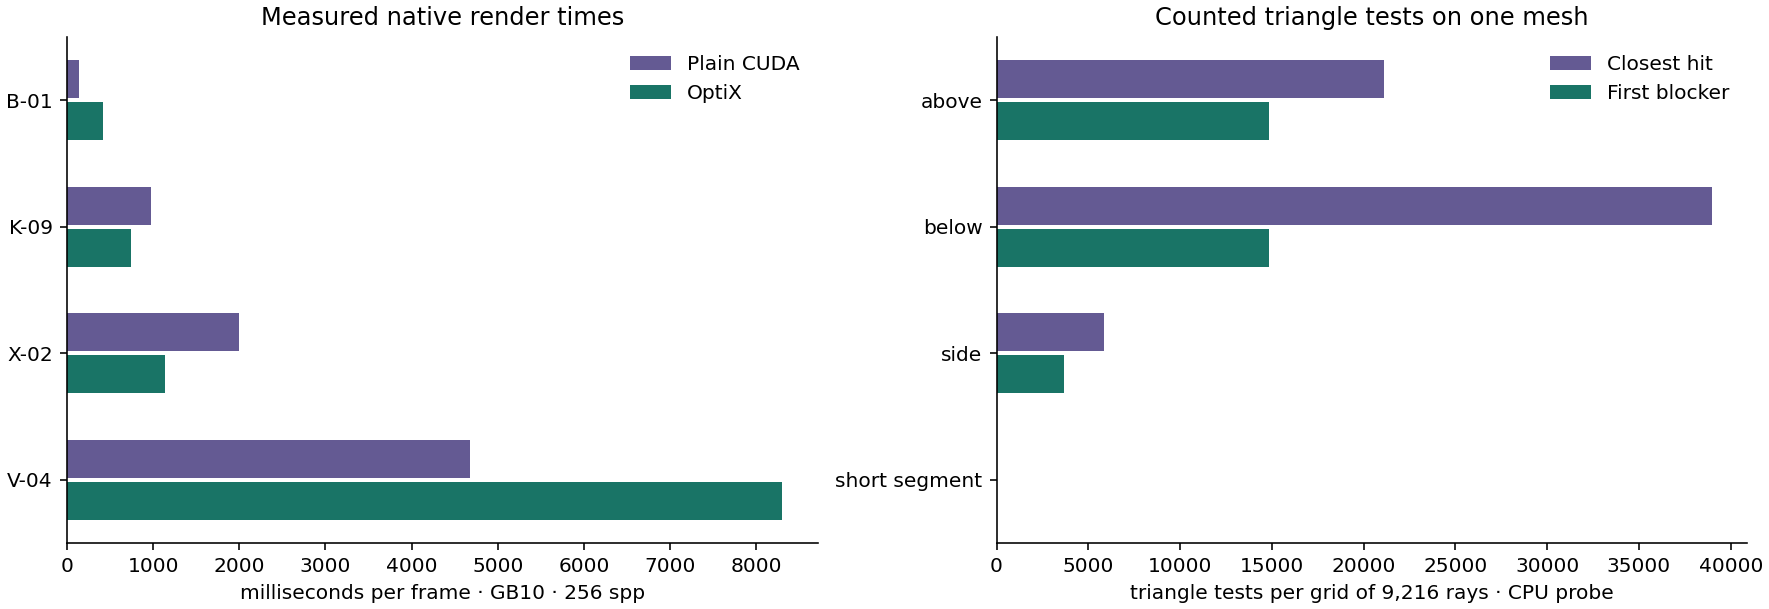 Measured native render times
Plain CUDA
OptiX
B-01
K-09
X-02
V-04
0 1000 2000 3000 4000 5000 6000 7000 8000
milliseconds per frame · GB10 · 256 spp
Counted triangle tests on one mesh
Closest hit
First blocker
above
below
side
short segment
0 5000 10000 15000 20000 25000 30000 35000 40000
triangle tests per grid of 9,216 rays · CPU probe